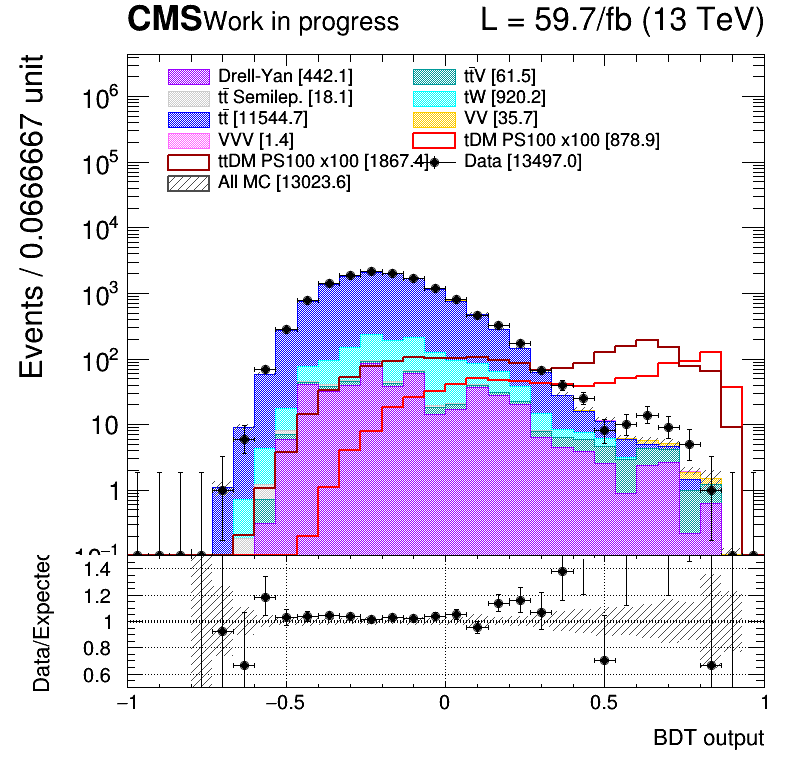 CMS Work in progress L = 59.7/fb (13 TeV)
Events / 0.0666667 unit
Drell-Yan [442.1] tt̄V [61.5]
tt̄ Semilep. [18.1] tW [920.2]
tt̄ [11544.7] VV [35.7]
VVV [1.4] tDM PS100 x100 [878.9]
ttDM PS100 x100 [1867.4] Data [13497.0]
All MC [13023.6]
10⁶
10⁵
10⁴
10³
10²
10
1
10⁻¹
Data/Expected
1.4
1.2
1
0.8
0.6
−1 −0.5 0 0.5 1
BDT output